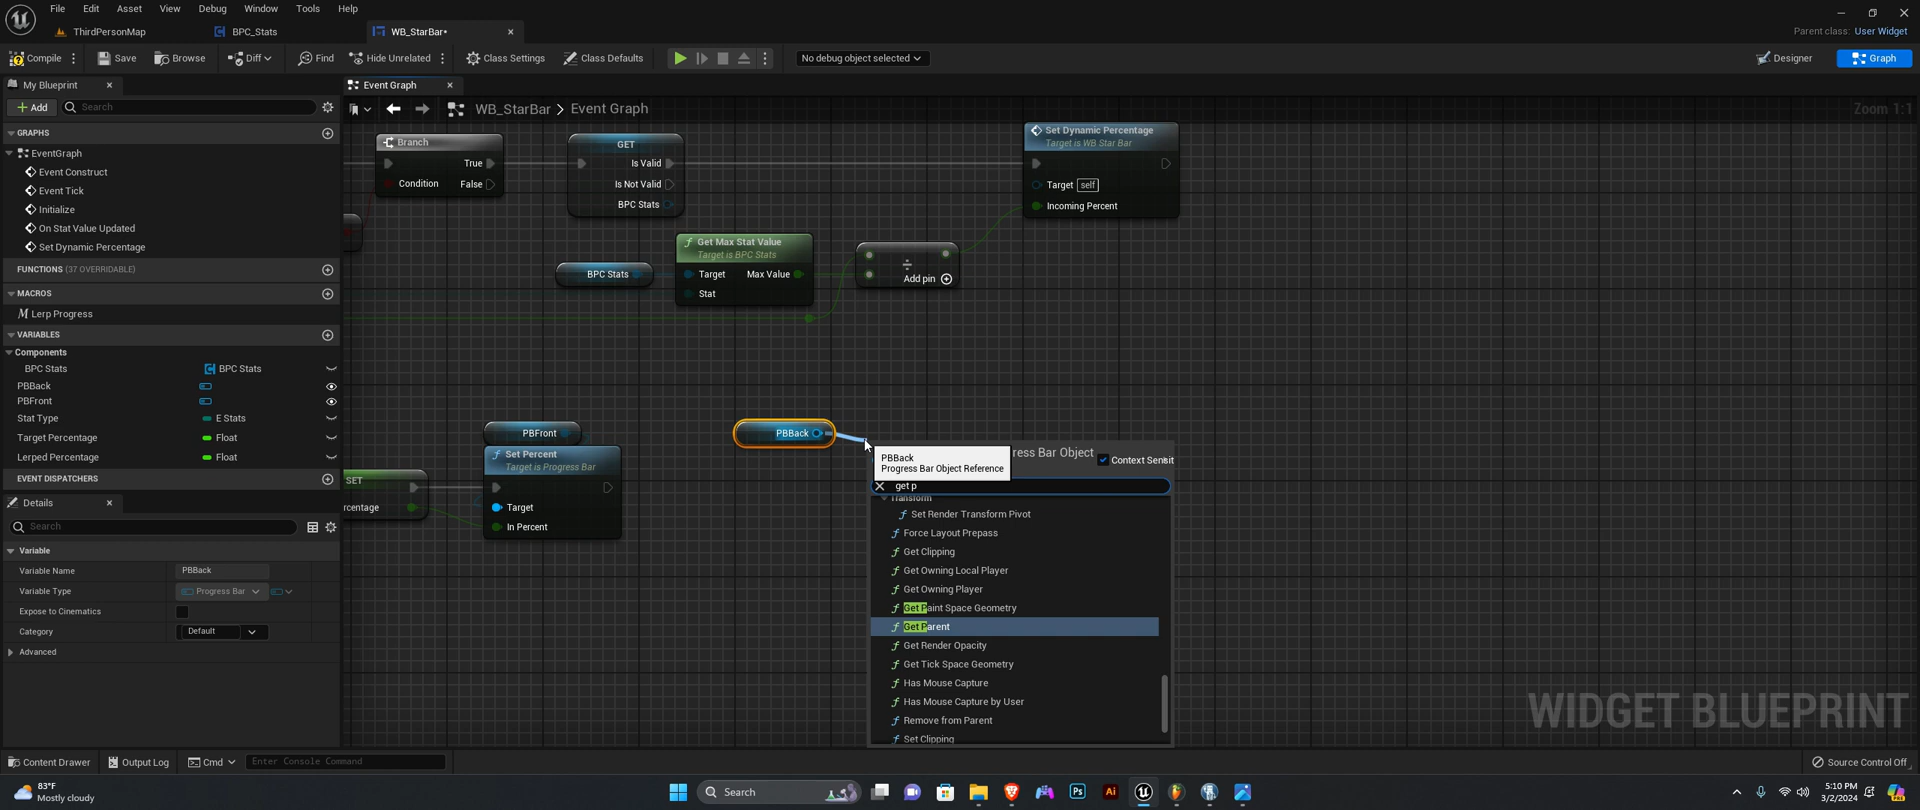 File Edit Asset View Debug Window Tools Help
ThirdPersonMap BPC_Stats WB_StarBar•
Parent class: User Widget
Compile Save Browse Diff Find Hide Unrelated Class Settings Class Defaults No debug object selected Designer Graph
My Blueprint
Event Graph
+ Add Search
WB_StarBar > Event Graph
Zoom 1:1
GRAPHS
EventGraph
Event Construct
Event Tick
Initialize
On Stat Value Updated
Set Dynamic Percentage
FUNCTIONS (37 OVERRIDABLE)
MACROS
Lerp Progress
VARIABLES
Components
BPC Stats BPC Stats
PBBack
PBFront
Stat Type E Stats
Target Percentage Float
Lerped Percentage Float
EVENT DISPATCHERS
Details
Search
Variable
Variable Name PBBack
Variable Type Progress Bar
Expose to Cinematics
Category Default
Advanced
Branch
True
Condition False
GET
Is Valid
Is Not Valid
BPC Stats
Set Dynamic Percentage
Target is WB Star Bar
Target self
Incoming Percent
BPC Stats
Get Max Stat Value
Target is BPC Stats
Target Max Value
Stat
÷
Add pin
SET
rcentage
PBFront
Set Percent
Target is Progress Bar
Target
In Percent
PBBack
PBBack
Progress Bar Object Reference
ress Bar Object
Context Sensit
get p
Transform
Set Render Transform Pivot
Force Layout Prepass
Get Clipping
Get Owning Local Player
Get Owning Player
Get Paint Space Geometry
Get Parent
Get Render Opacity
Get Tick Space Geometry
Has Mouse Capture
Has Mouse Capture by User
Remove from Parent
Set Clipping
WIDGET BLUEPRINT
Content Drawer Output Log Cmd Enter Console Command Source Control Off
83°F
Mostly cloudy
Search
Ps
Ai
5:10 PM
3/2/2024